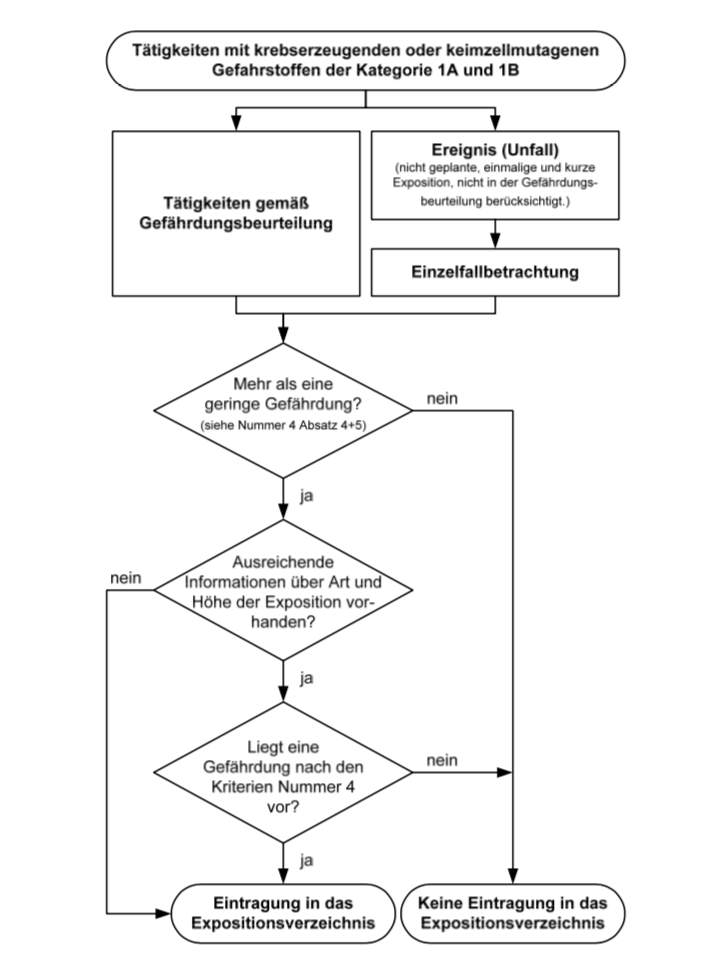 Tätigkeiten mit krebserzeugenden oder keimzellmutagenen
Gefahrstoffen der Kategorie 1A und 1B
Tätigkeiten gemäß
Gefährdungsbeurteilung
Ereignis (Unfall)
(nicht geplante, einmalige und kurze
Exposition, nicht in der Gefährdungs-
beurteilung berücksichtigt.)
Einzelfallbetrachtung
Mehr als eine
geringe Gefährdung?
(siehe Nummer 4 Absatz 4+5)
nein
ja
Ausreichende
Informationen über Art und
Höhe der Exposition vor-
handen?
nein
ja
Liegt eine
Gefährdung nach den
Kriterien Nummer 4
vor?
nein
ja
Eintragung in das
Expositionsverzeichnis
Keine Eintragung in das
Expositionsverzeichnis